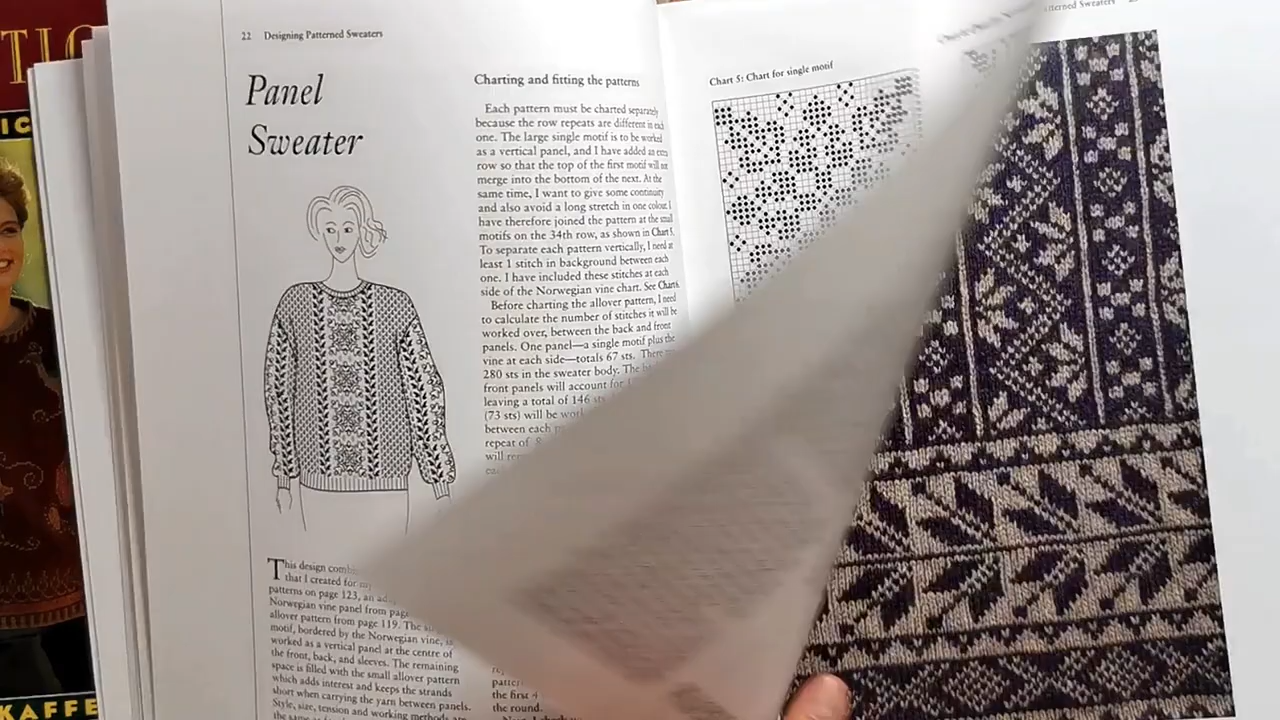 22 Designing Patterned Sweaters
Panel
Sweater
This design
that I created for
patterns on page 123, an
Norwegian vine panel from
allover pattern from page 119. The
motif, bordered by the Norwegian vine, is
worked as a vertical panel at the centre of
the front, back, and sleeves. The remaining
space is filled with the small allover pattern
which adds interest and keeps the strands
short when carrying the yarn between panels.
Style, size, tension and working methods are
the same
Charting and fitting the patterns
Each pattern must be charted separately
because the row repeats are different in each
one. The large single motif is to be worked
as a vertical panel, and I have added an extra
row so that the top of the first motif will not
merge into the bottom of the next. At the
same time, I want to give some continuity
and also avoid a long stretch in one colour. I
have therefore joined the pattern at the small
motifs on the 34th row, as shown in Chart 5.
To separate each pattern vertically, I need at
least 1 stitch in background between each
one. I have included these stitches at each
side of the Norwegian vine chart. See Chart
Before charting the allover pattern, I need
to calculate the number of stitches it will be
worked over, between the back and front
panels. One panel—a single motif plus the
vine at each side—totals 67 sts. There
280 sts in the sweater body. The
front panels will account for
leaving a total of 146 sts
(73 sts) will be
between each
repeat of 8
will
the first 4
the round.
Chart 5: Chart for single motif
Sweaters
KAFFE